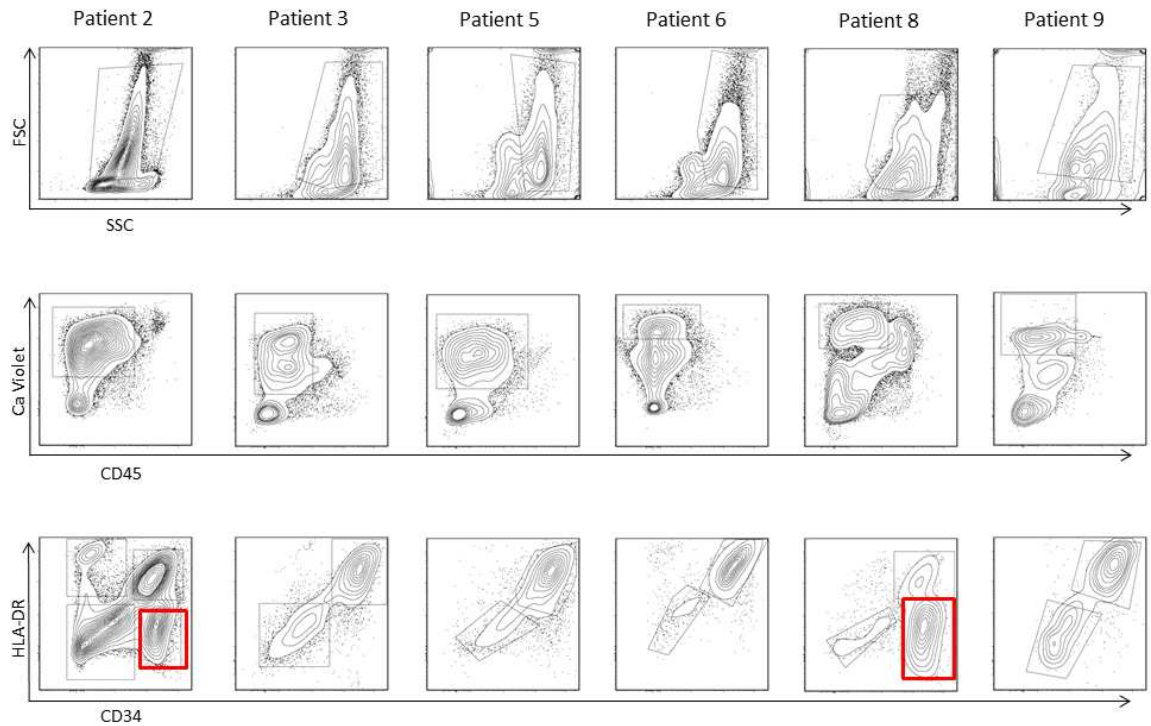 Patient 2 Patient 3 Patient 5 Patient 6 Patient 8 Patient 9
FSC
SSC
Ca Violet
CD45
HLA-DR
CD34